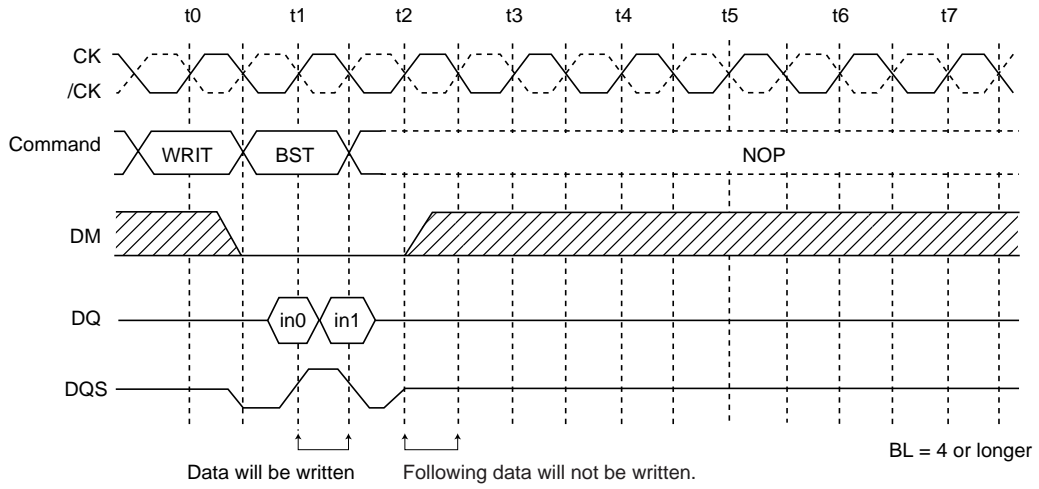 t0 t1 t2 t3 t4 t5 t6 t7
CK
/CK
Command WRIT BST NOP
DM
DQ in0 in1
DQS
BL = 4 or longer
Data will be written Following data will not be written.